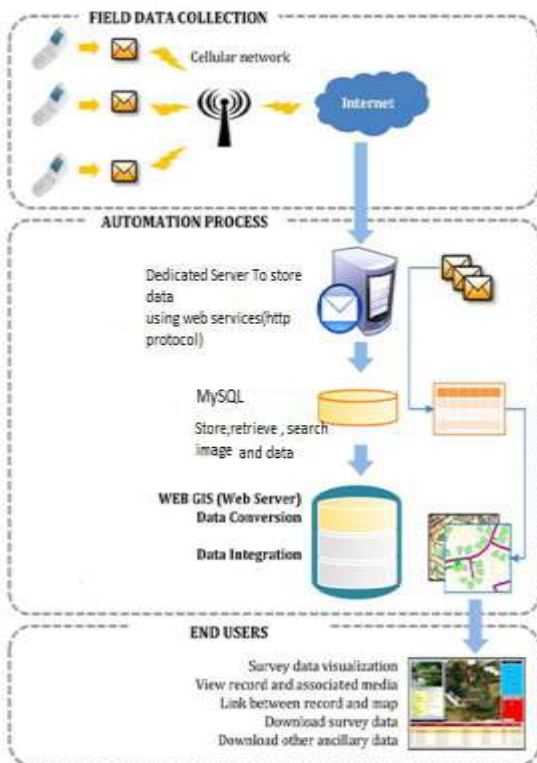 FIELD DATA COLLECTION
Cellular network
Internet
AUTOMATION PROCESS
Dedicated Server To store
data
using web services(http
protocol)
MySQL
Store,retrieve , search
image and data
WEB GIS (Web Server)
Data Conversion
Data Integration
END USERS
Survey data visualization
View record and associated media
Link between record and map
Download survey data
Download other ancillary data